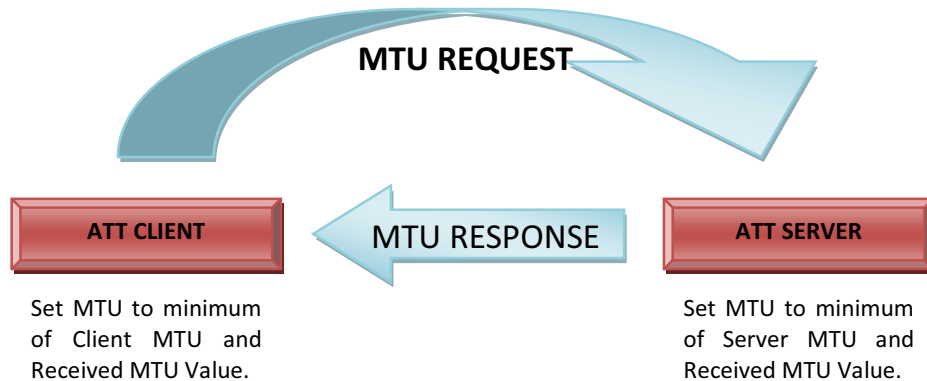 MTU REQUEST
ATT CLIENT
MTU RESPONSE
ATT SERVER
Set MTU to minimum
of Client MTU and
Received MTU Value.
Set MTU to minimum
of Server MTU and
Received MTU Value.